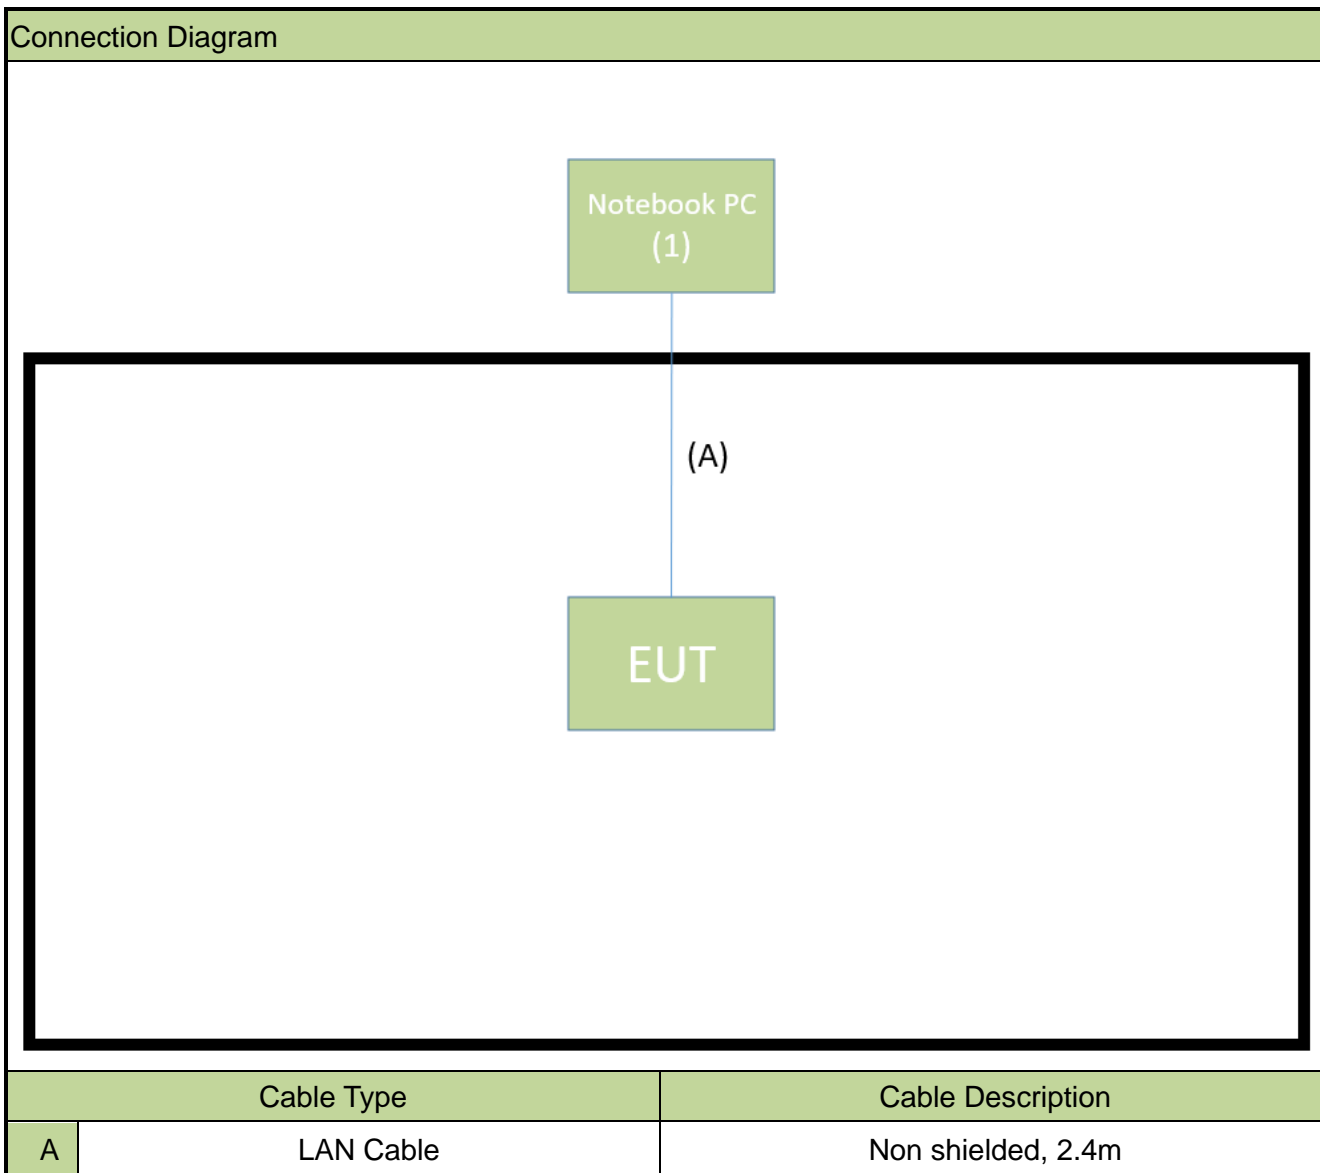 Connection Diagram
Notebook PC
(1)
(A)
EUT
Cable Type Cable Description
A LAN Cable Non shielded, 2.4m